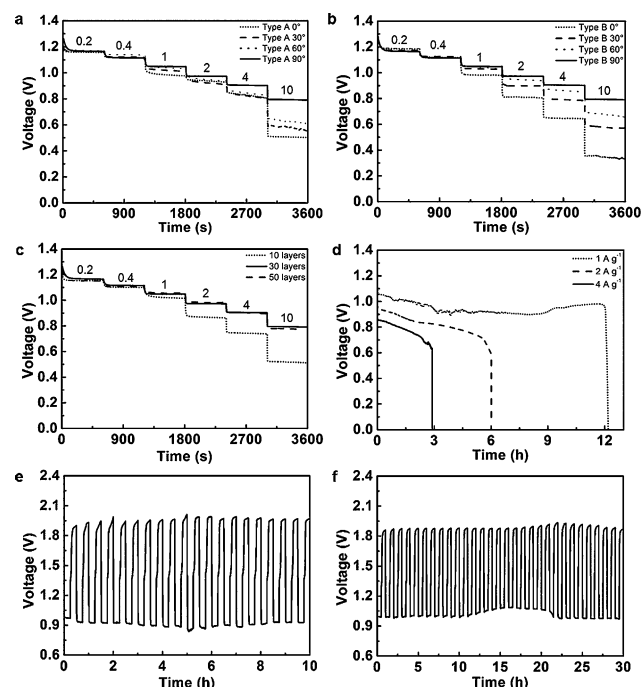 a
1.4
1.2
1.0
0.8
0.6
0.4
0.2
0.0
Voltage (V)
0.2
0.4
1
2
4
10
Type A 0°
Type A 30°
Type A 60°
Type A 90°
0 900 1800 2700 3600
Time (s)
b
1.4
1.2
1.0
0.8
0.6
0.4
0.2
0.0
Voltage (V)
0.2
0.4
1
2
4
10
Type B 0°
Type B 30°
Type B 60°
Type B 90°
0 900 1800 2700 3600
Time (s)
c
1.4
1.2
1.0
0.8
0.6
0.4
0.2
0.0
Voltage (V)
0.2
0.4
1
2
4
10
10 layers
30 layers
50 layers
0 900 1800 2700 3600
Time (s)
d
1.4
1.2
1.0
0.8
0.6
0.4
0.2
0.0
Voltage (V)
1 A g⁻¹
2 A g⁻¹
4 A g⁻¹
0 3 6 9 12
Time (h)
e
2.4
2.1
1.8
1.5
1.2
0.9
0.6
Voltage (V)
0 2 4 6 8 10
Time (h)
f
2.4
2.1
1.8
1.5
1.2
0.9
0.6
Voltage (V)
0 5 10 15 20 25 30
Time (h)